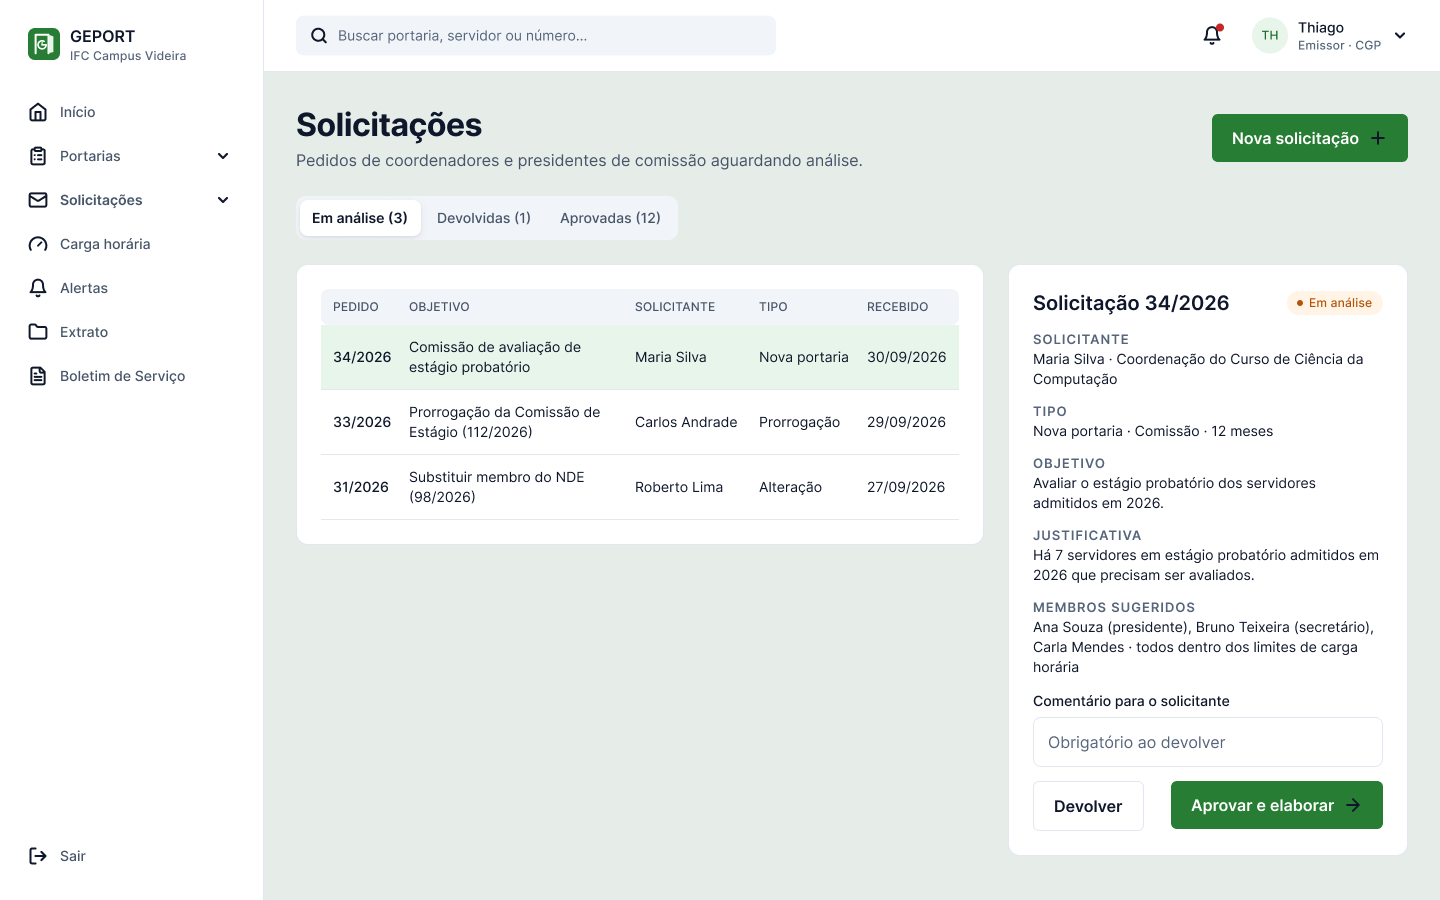 GEPORT
IFC Campus Videira
Início
Portarias
Solicitações
Carga horária
Alertas
Extrato
Boletim de Serviço
Sair
Buscar portaria, servidor ou número...
TH
Thiago
Emissor · CGP
Solicitações
Pedidos de coordenadores e presidentes de comissão aguardando análise.
Nova solicitação
Em análise (3)
Devolvidas (1)
Aprovadas (12)
PEDIDO OBJETIVO SOLICITANTE TIPO RECEBIDO
34/2026 Comissão de avaliação de estágio probatório Maria Silva Nova portaria 30/09/2026
33/2026 Prorrogação da Comissão de Estágio (112/2026) Carlos Andrade Prorrogação 29/09/2026
31/2026 Substituir membro do NDE (98/2026) Roberto Lima Alteração 27/09/2026
Solicitação 34/2026
Em análise
SOLICITANTE
Maria Silva · Coordenação do Curso de Ciência da
Computação
TIPO
Nova portaria · Comissão · 12 meses
OBJETIVO
Avaliar o estágio probatório dos servidores
admitidos em 2026.
JUSTIFICATIVA
Há 7 servidores em estágio probatório admitidos em
2026 que precisam ser avaliados.
MEMBROS SUGERIDOS
Ana Souza (presidente), Bruno Teixeira (secretário),
Carla Mendes · todos dentro dos limites de carga
horária
Comentário para o solicitante
Obrigatório ao devolver
Devolver
Aprovar e elaborar